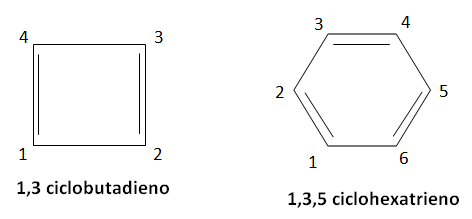 4 3
1 2
1,3 ciclobutadieno
3 4
2 5
1 6
1,3,5 ciclohexatrieno